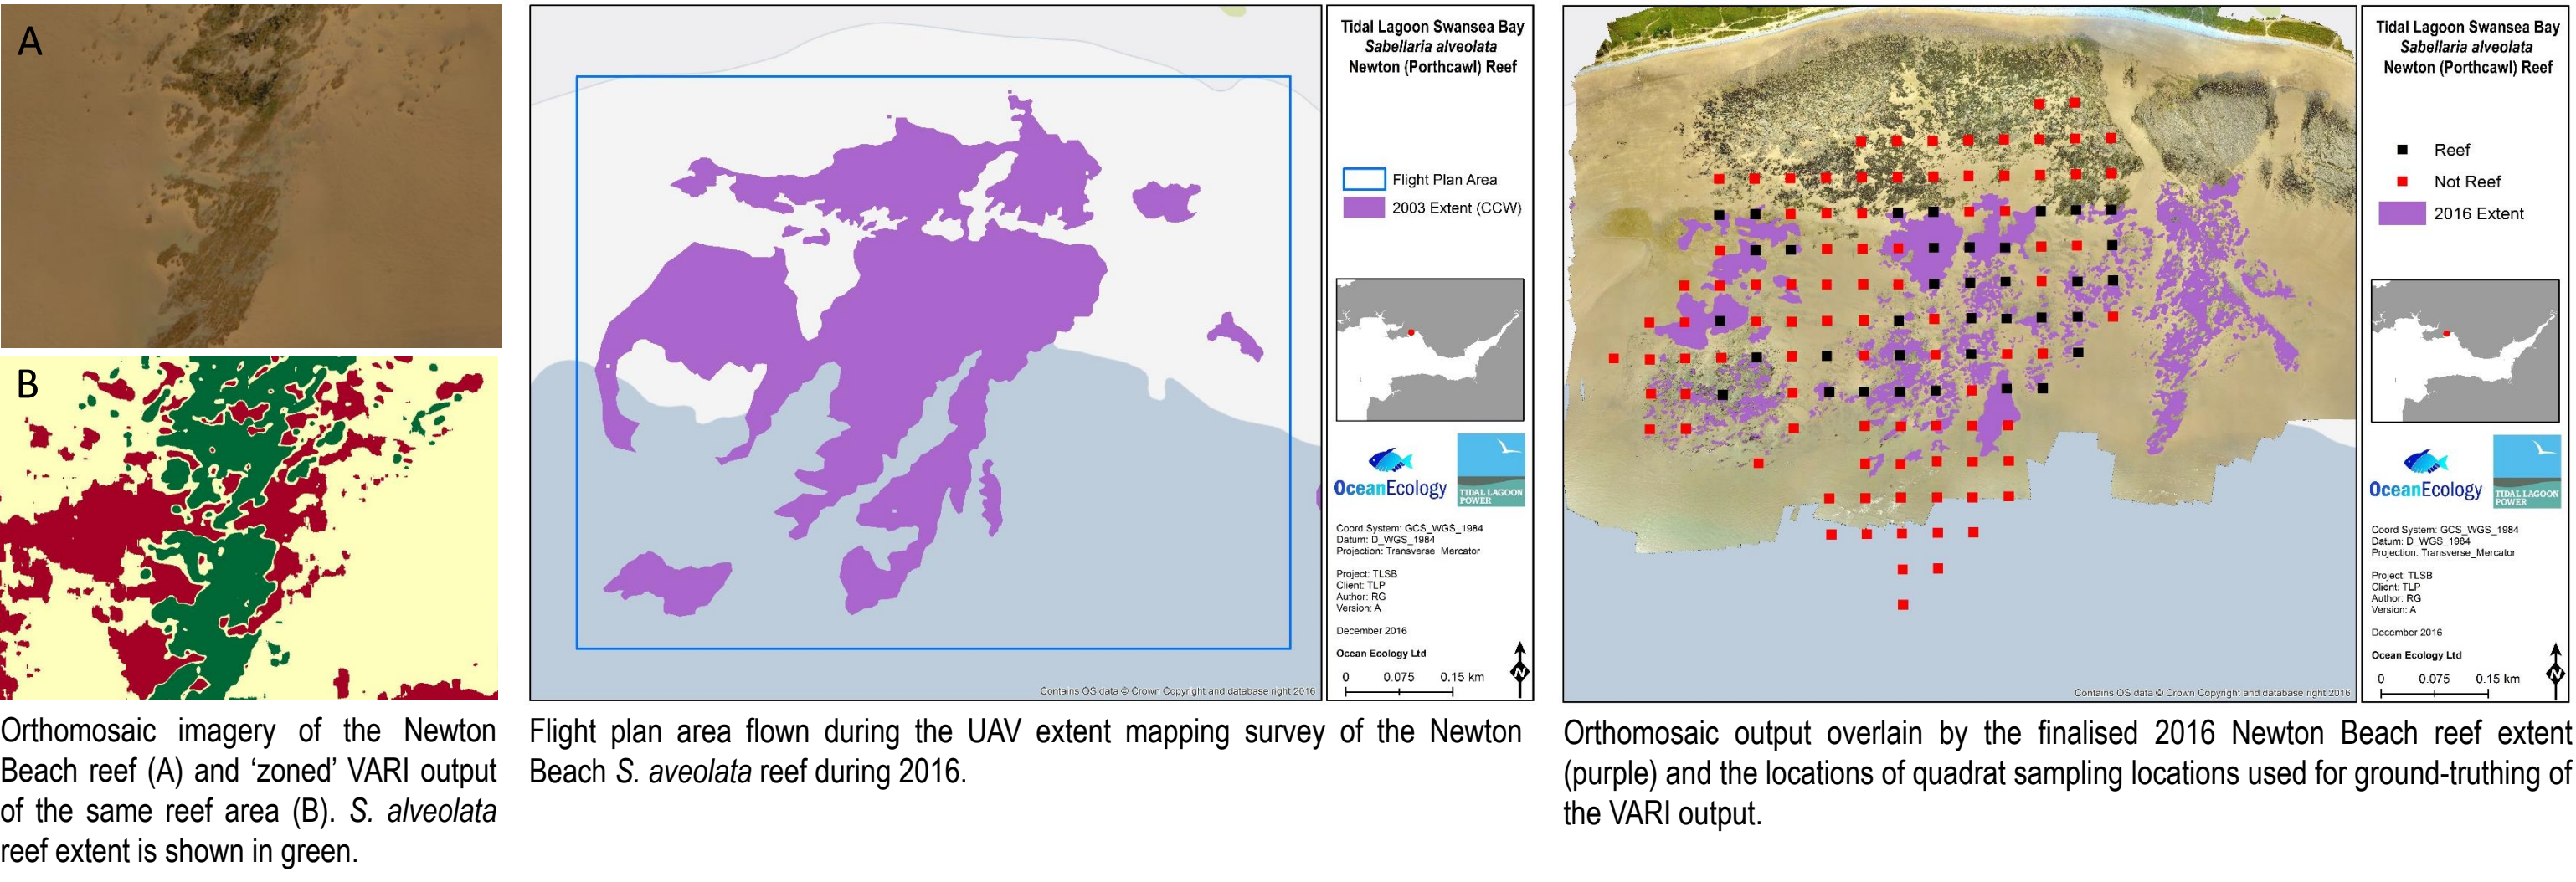 A
B
Orthomosaic imagery of the Newton
Beach reef (A) and ‘zoned’ VARI output
of the same reef area (B). S. alveolata
reef extent is shown in green.
Tidal Lagoon Swansea Bay
Sabellaria alveolata
Newton (Porthcawl) Reef
Flight Plan Area
2003 Extent (CCW)
OceanEcology
TIDAL LAGOON
POWER
Coord System: GCS_WGS_1984
Datum: D_WGS_1984
Projection: Transverse_Mercator
Project: TLSB
Client: TLP
Author: RG
Version: A
December 2016
Ocean Ecology Ltd
0 0.075 0.15 km
N
Contains OS data © Crown Copyright and database right 2016
Flight plan area flown during the UAV extent mapping survey of the Newton
Beach S. aveolata reef during 2016.
Tidal Lagoon Swansea Bay
Sabellaria alveolata
Newton (Porthcawl) Reef
Reef
Not Reef
2016 Extent
OceanEcology
TIDAL LAGOON
POWER
Coord System: GCS_WGS_1984
Datum: D_WGS_1984
Projection: Transverse_Mercator
Project: TLSB
Client: TLP
Author: RG
Version: A
December 2016
Ocean Ecology Ltd
0 0.075 0.15 km
N
Contains OS data © Crown Copyright and database right 2016
Orthomosaic output overlain by the finalised 2016 Newton Beach reef extent
(purple) and the locations of quadrat sampling locations used for ground-truthing of
the VARI output.